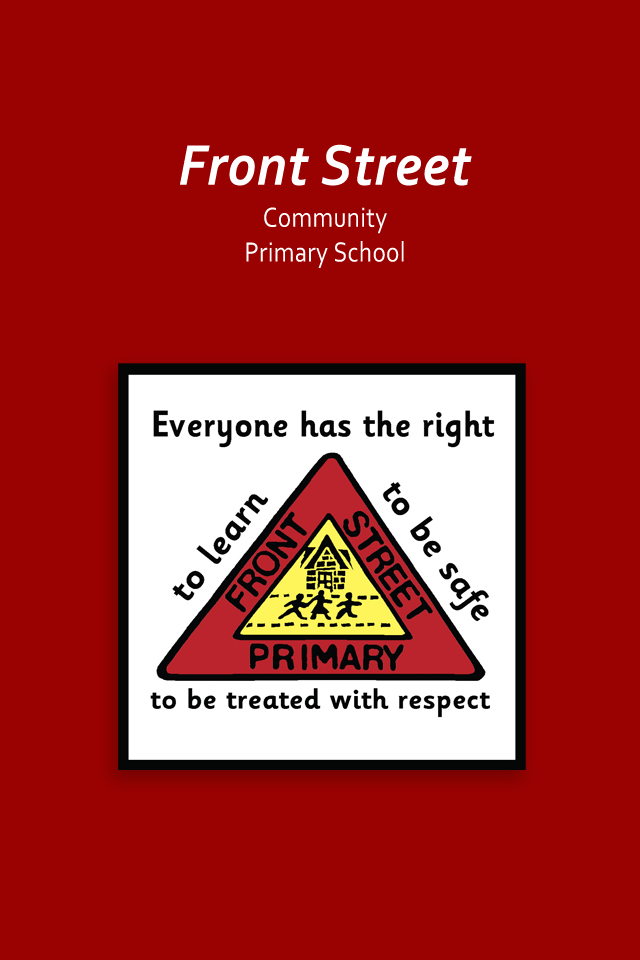 Front Street
Community
Primary School
Everyone has the right
to learn
to be safe
FRONT
STREET
PRIMARY
to be treated with respect